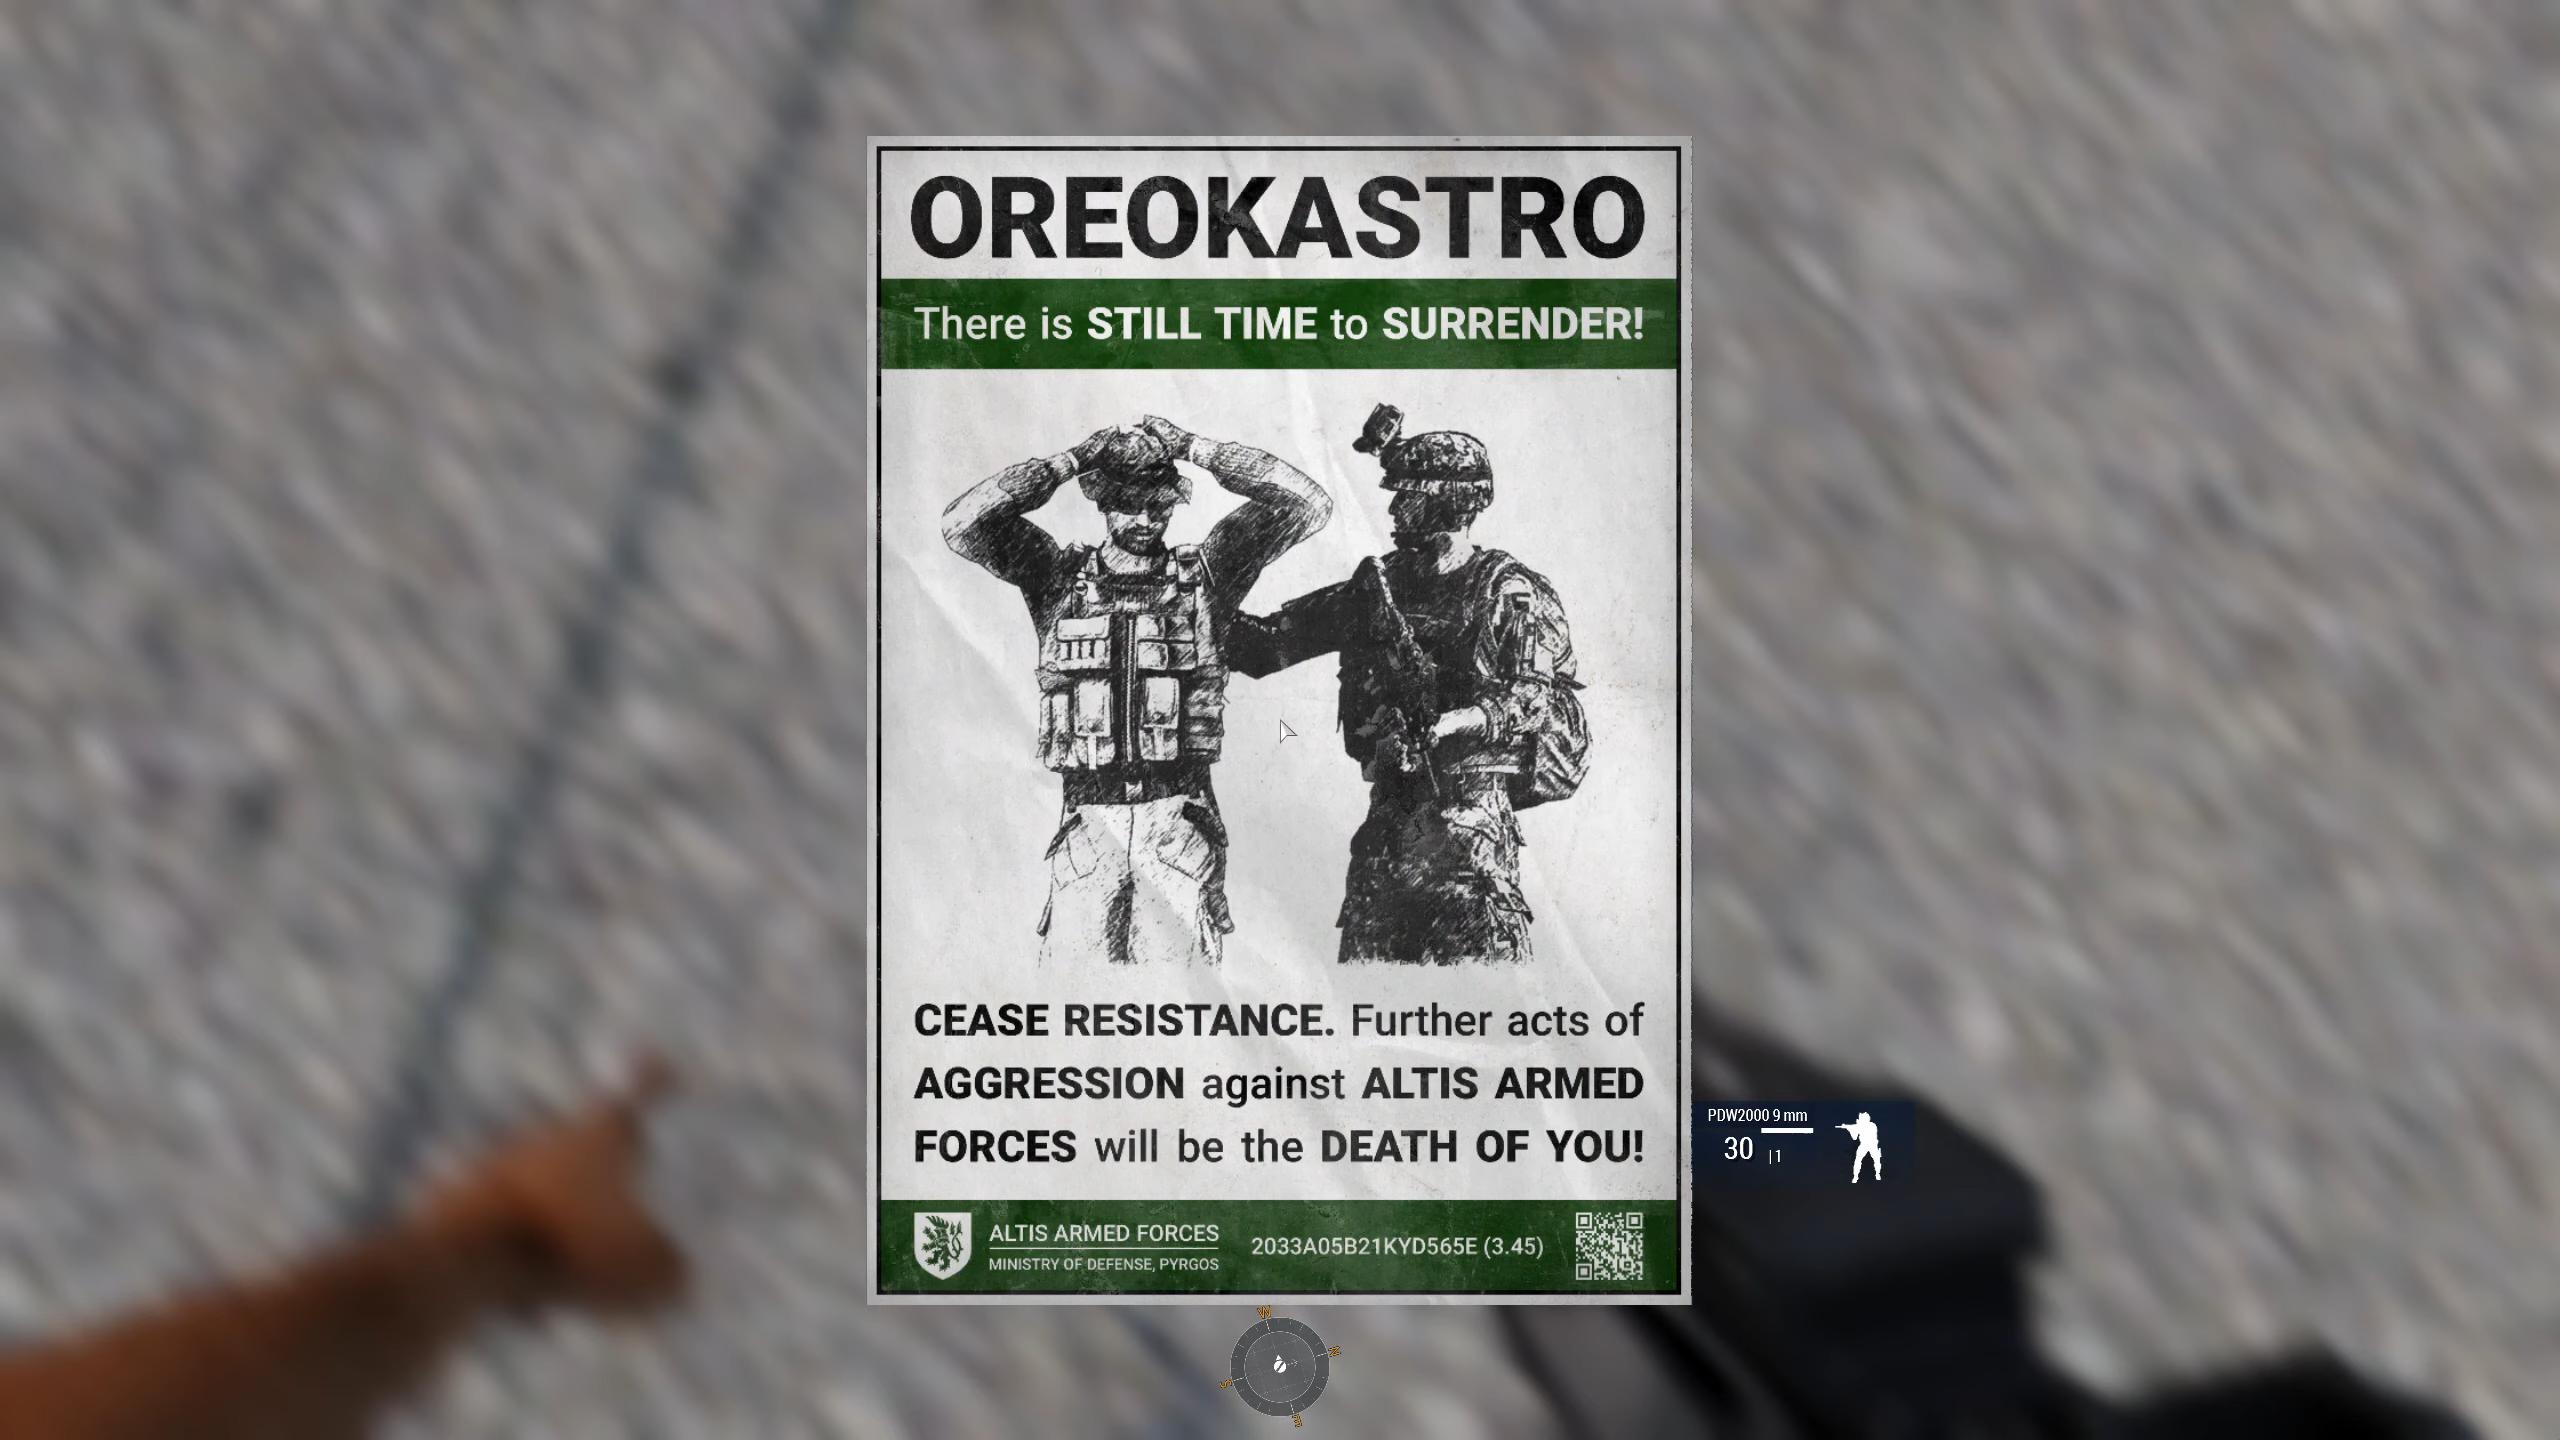 OREOKASTRO
There is STILL TIME to SURRENDER!
CEASE RESISTANCE. Further acts of
AGGRESSION against ALTIS ARMED
FORCES will be the DEATH OF YOU!
ALTIS ARMED FORCES
MINISTRY OF DEFENSE, PYRGOS
2033A05B21KYD565E (3.45)
PDW2000 9 mm
30 |1
W
N
S
E